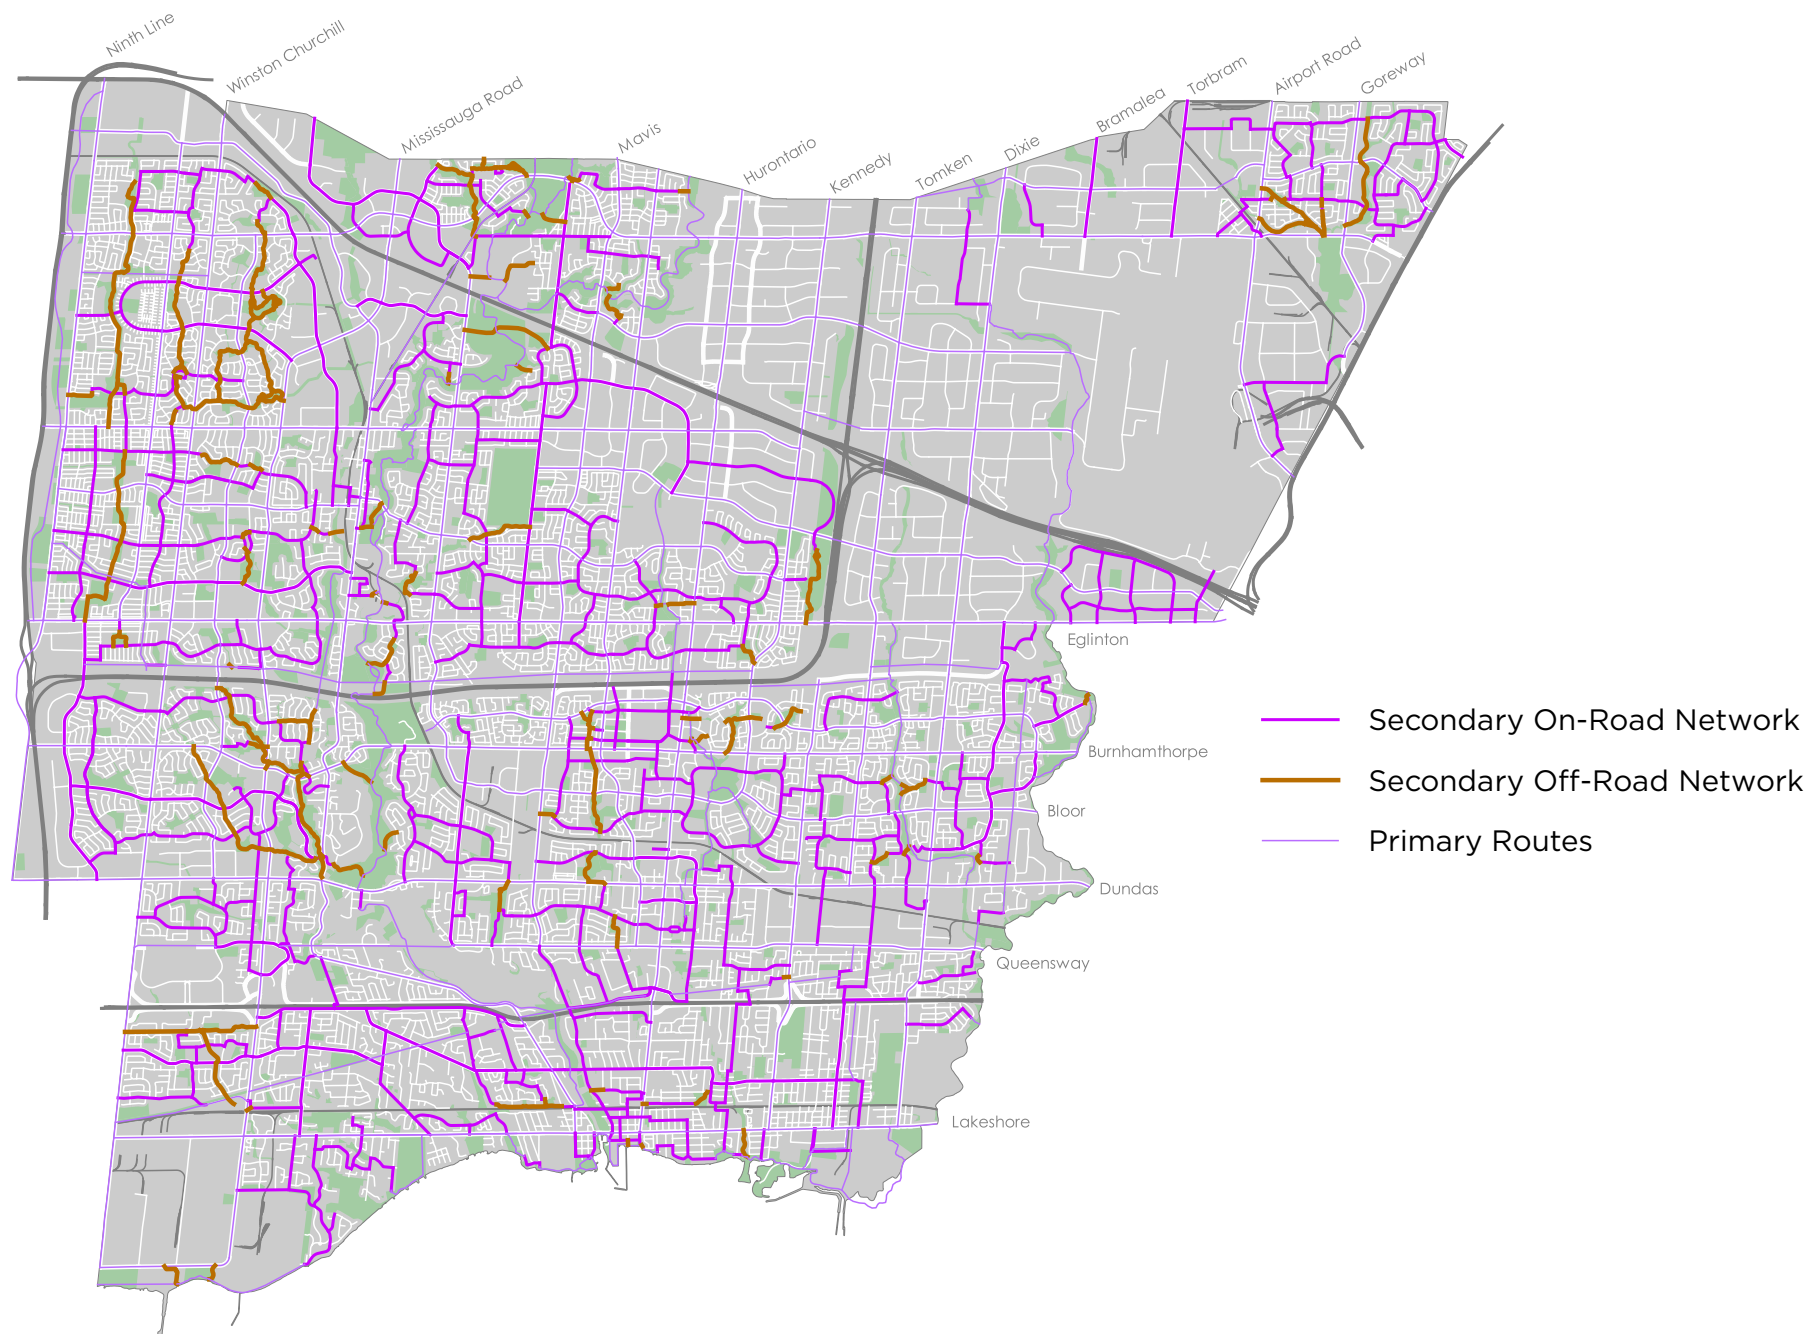 Ninth Line
Winston Churchill
Mississauga Road
Mavis
Hurontario
Kennedy
Tomken
Dixie
Bramalea
Torbram
Airport Road
Goreway
Eglinton
Burnhamthorpe
Bloor
Dundas
Queensway
Lakeshore
Secondary On-Road Network
Secondary Off-Road Network
Primary Routes